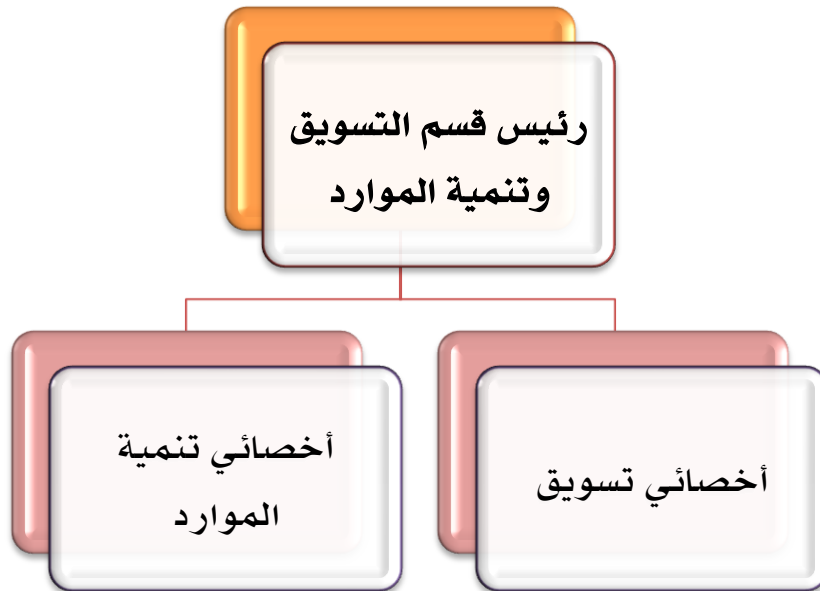 رئيس قسم التسويق
وتنمية الموارد
أخصائي تسويق
أخصائي تنمية
الموارد